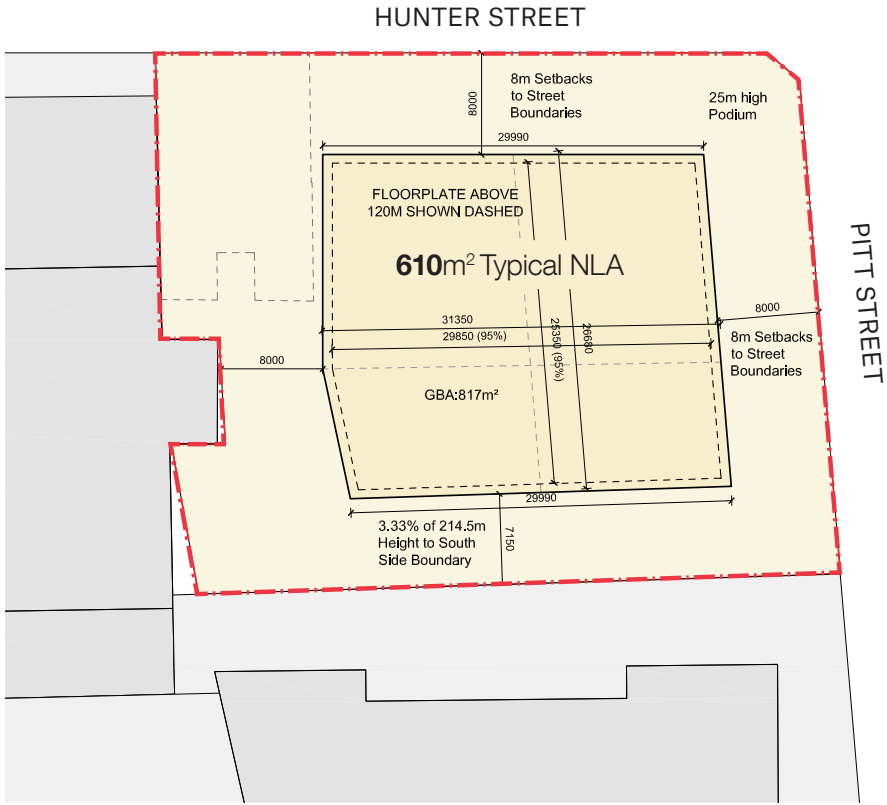 HUNTER STREET
8m Setbacks
to Street
Boundaries
25m high
Podium
8000
29990
FLOORPLATE ABOVE
120M SHOWN DASHED
610m² Typical NLA
PITT STREET
31350
29850 (95%)
25350 (95%)
26680
8000
8m Setbacks
to Street
Boundaries
8000
GBA:817m²
29990
3.33% of 214.5m
Height to South
Side Boundary
7150